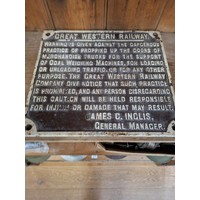 GREAT WESTERN RAILWAY.
WARNING IS GIVEN AGAINST THE DANGEROUS
PRACTICE OF PROPPING UP THE DOORS OF
MERCHANDISE TRUCKS FOR THE SUPPORT
OF COAL WEIGHING MACHINES, FOR LOADING
OR UNLOADING TRAFFIC, OR FOR ANY OTHER
PURPOSE. THE GREAT WESTERN RAILWAY
COMPANY GIVE NOTICE THAT SUCH PRACTICE
IS PROHIBITED, AND ANY PERSON DISREGARDING
THIS CAUTION WILL BE HELD RESPONSIBLE
FOR INJURY OR DAMAGE THAT MAY RESULT.
JAMES C. INGLIS,
GENERAL MANAGER.